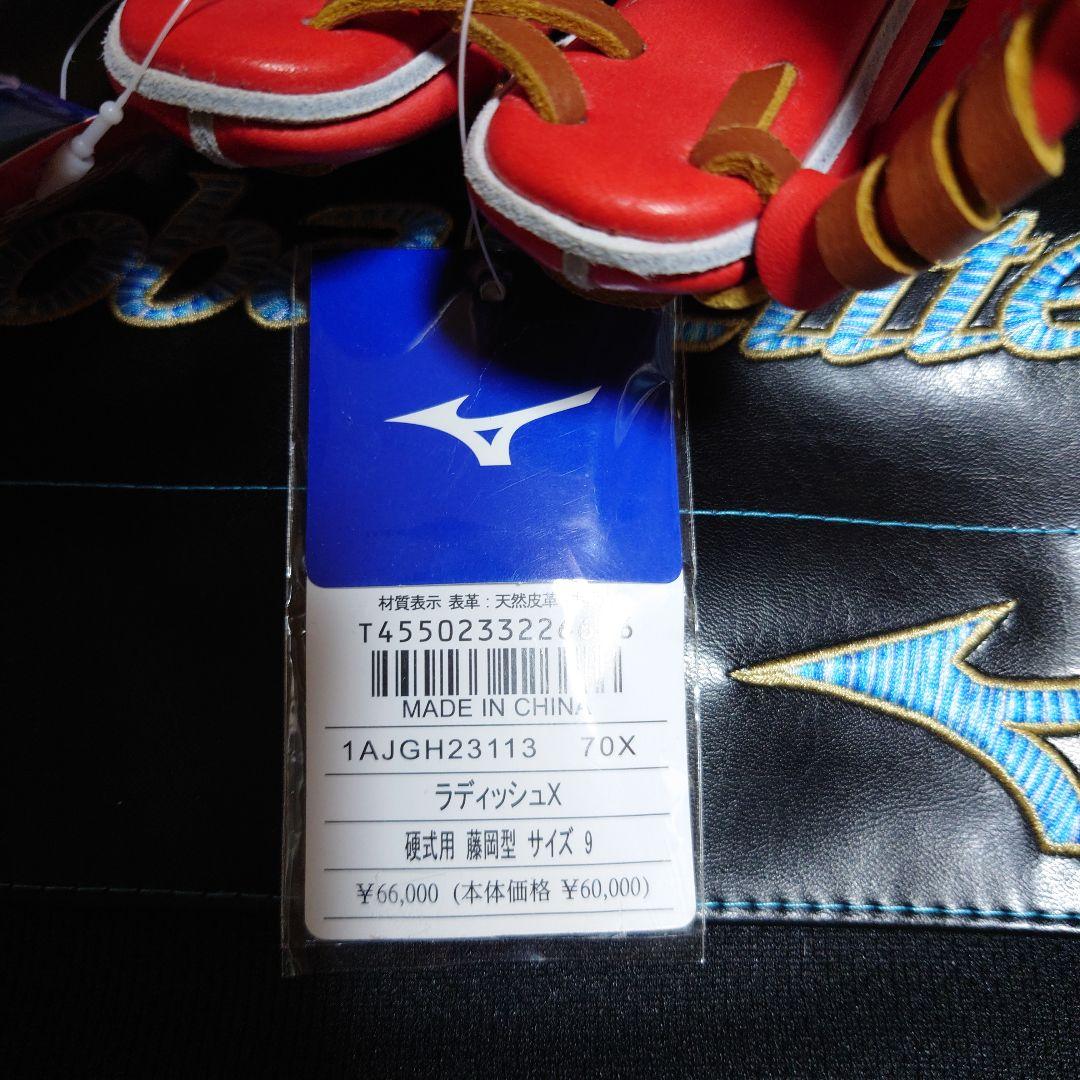 材質表示 表革：天然皮革
MADE IN CHINA
1AJGH23113 70X
ラディッシュX
硬式用 藤岡型 サイズ 9
￥66,000 (本体価格 ￥60,000)